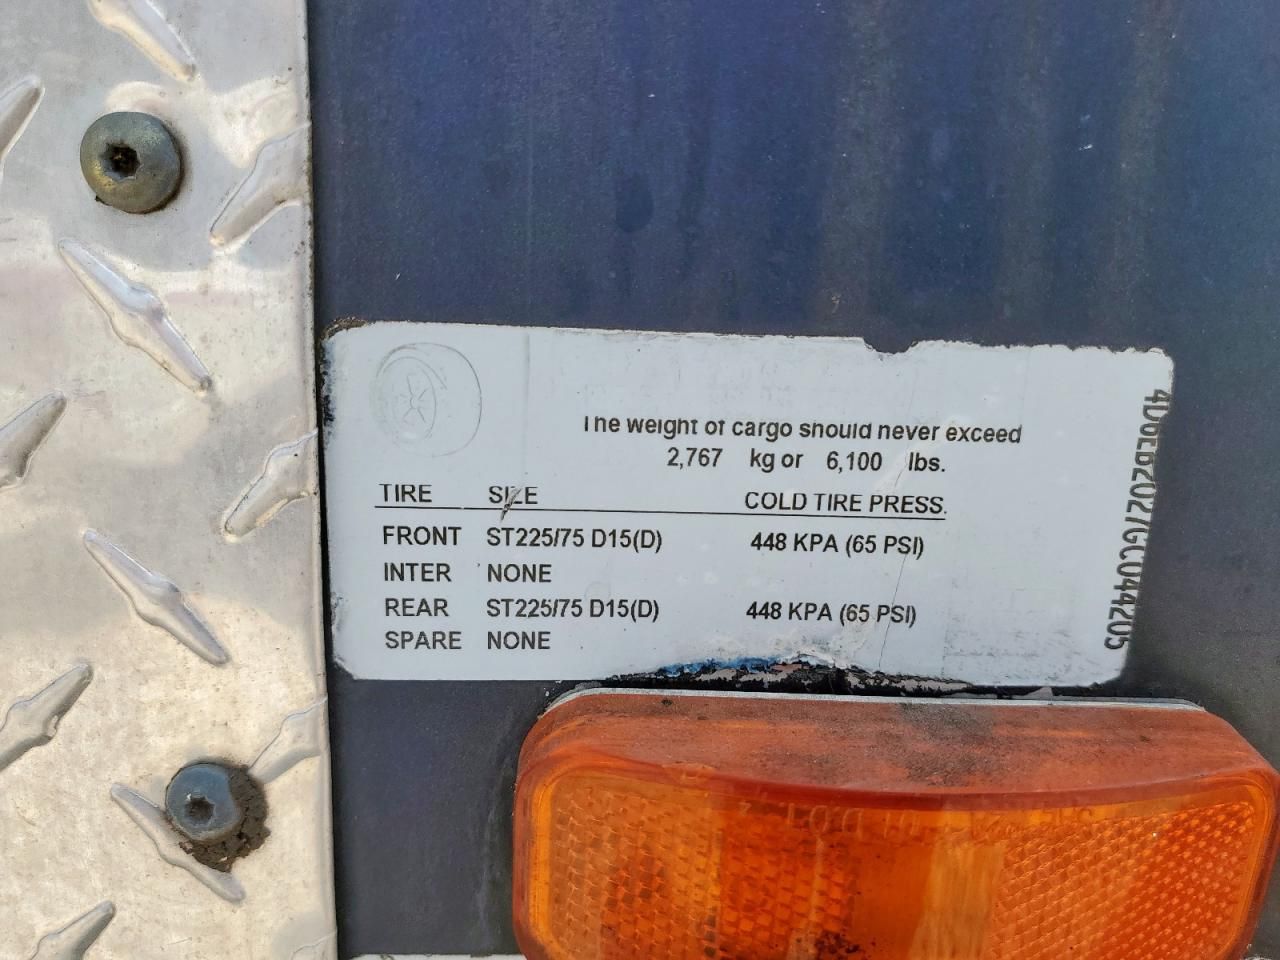 The weight of cargo should never exceed
2,767 kg or 6,100 lbs.
TIRE SIZE COLD TIRE PRESS.
FRONT ST225/75 D15(D) 448 KPA (65 PSI)
INTER NONE
REAR ST225/75 D15(D) 448 KPA (65 PSI)
SPARE NONE
4D6EB2027GC044205